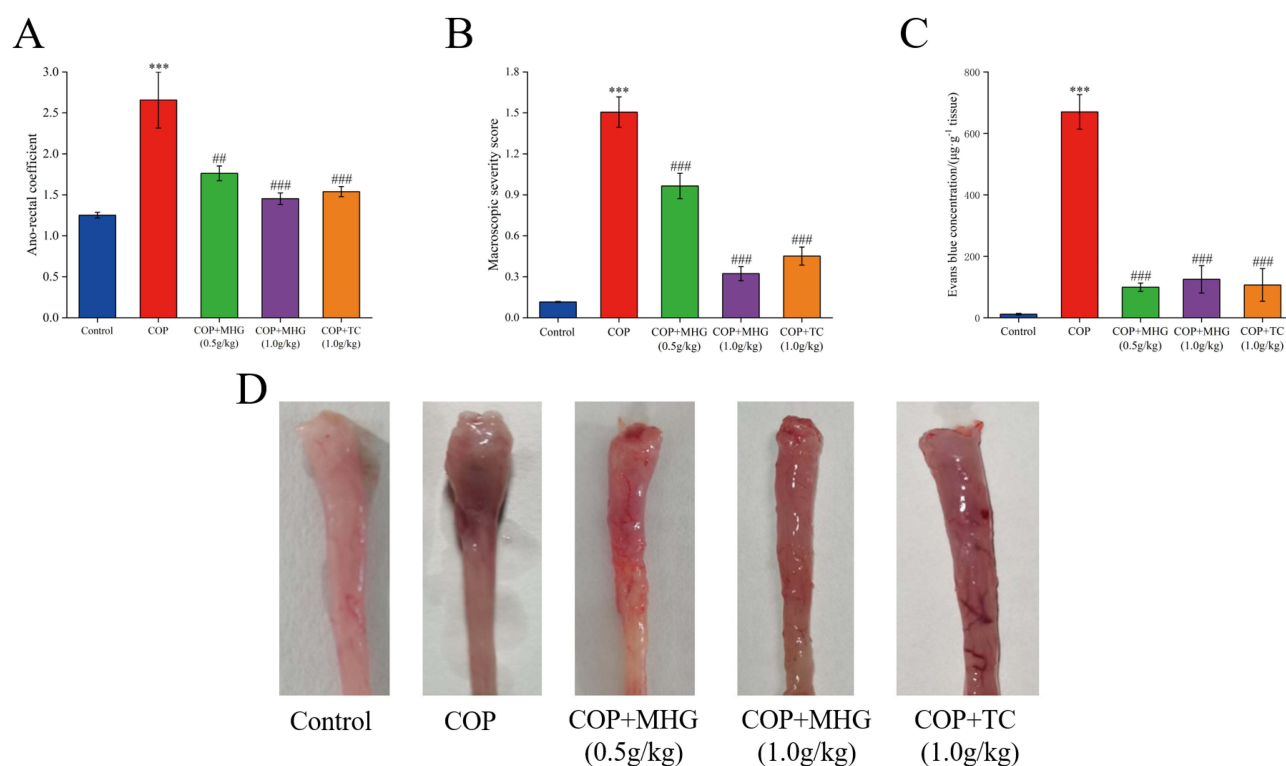 A
B
C
Ano-rectal coefficient
3.0
2.5
2.0
1.5
1.0
0.5
0.0
***
##
###
###
Control
COP
COP+MHG
(0.5g/kg)
COP+MHG
(1.0g/kg)
COP+TC
(1.0g/kg)
Macroscopic severity score
1.8
1.5
1.2
0.9
0.6
0.3
0.0
***
###
###
###
Control
COP
COP+MHG
(0.5g/kg)
COP+MHG
(1.0g/kg)
COP+TC
(1.0g/kg)
Evans blue concentration/(μg·g⁻¹ tissue)
800
600
400
200
0
***
###
###
###
Control
COP
COP+MHG
(0.5g/kg)
COP+MHG
(1.0g/kg)
COP+TC
(1.0g/kg)
D
Control
COP
COP+MHG
(0.5g/kg)
COP+MHG
(1.0g/kg)
COP+TC
(1.0g/kg)